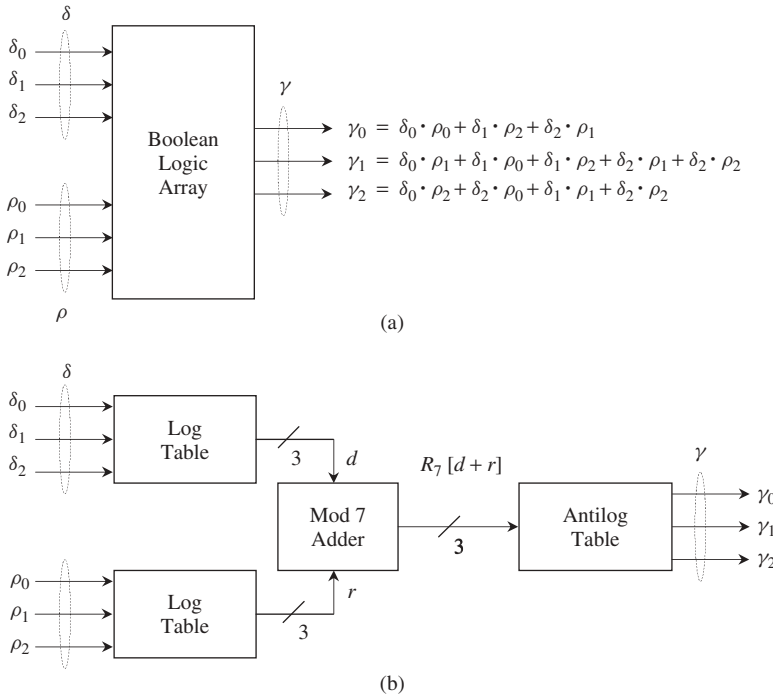 δ
δ₀
δ₁
δ₂
Boolean
Logic
Array
γ
γ₀ = δ₀ · ρ₀ + δ₁ · ρ₂ + δ₂ · ρ₁
γ₁ = δ₀ · ρ₁ + δ₁ · ρ₀ + δ₁ · ρ₂ + δ₂ · ρ₁ + δ₂ · ρ₂
γ₂ = δ₀ · ρ₂ + δ₂ · ρ₀ + δ₁ · ρ₁ + δ₂ · ρ₂
ρ₀
ρ₁
ρ₂
ρ
(a)
δ
δ₀
δ₁
δ₂
Log
Table
3
d
Mod 7
Adder
R₇ [d + r]
3
Antilog
Table
γ
γ₀
γ₁
γ₂
ρ₀
ρ₁
ρ₂
ρ
Log
Table
3
r
(b)